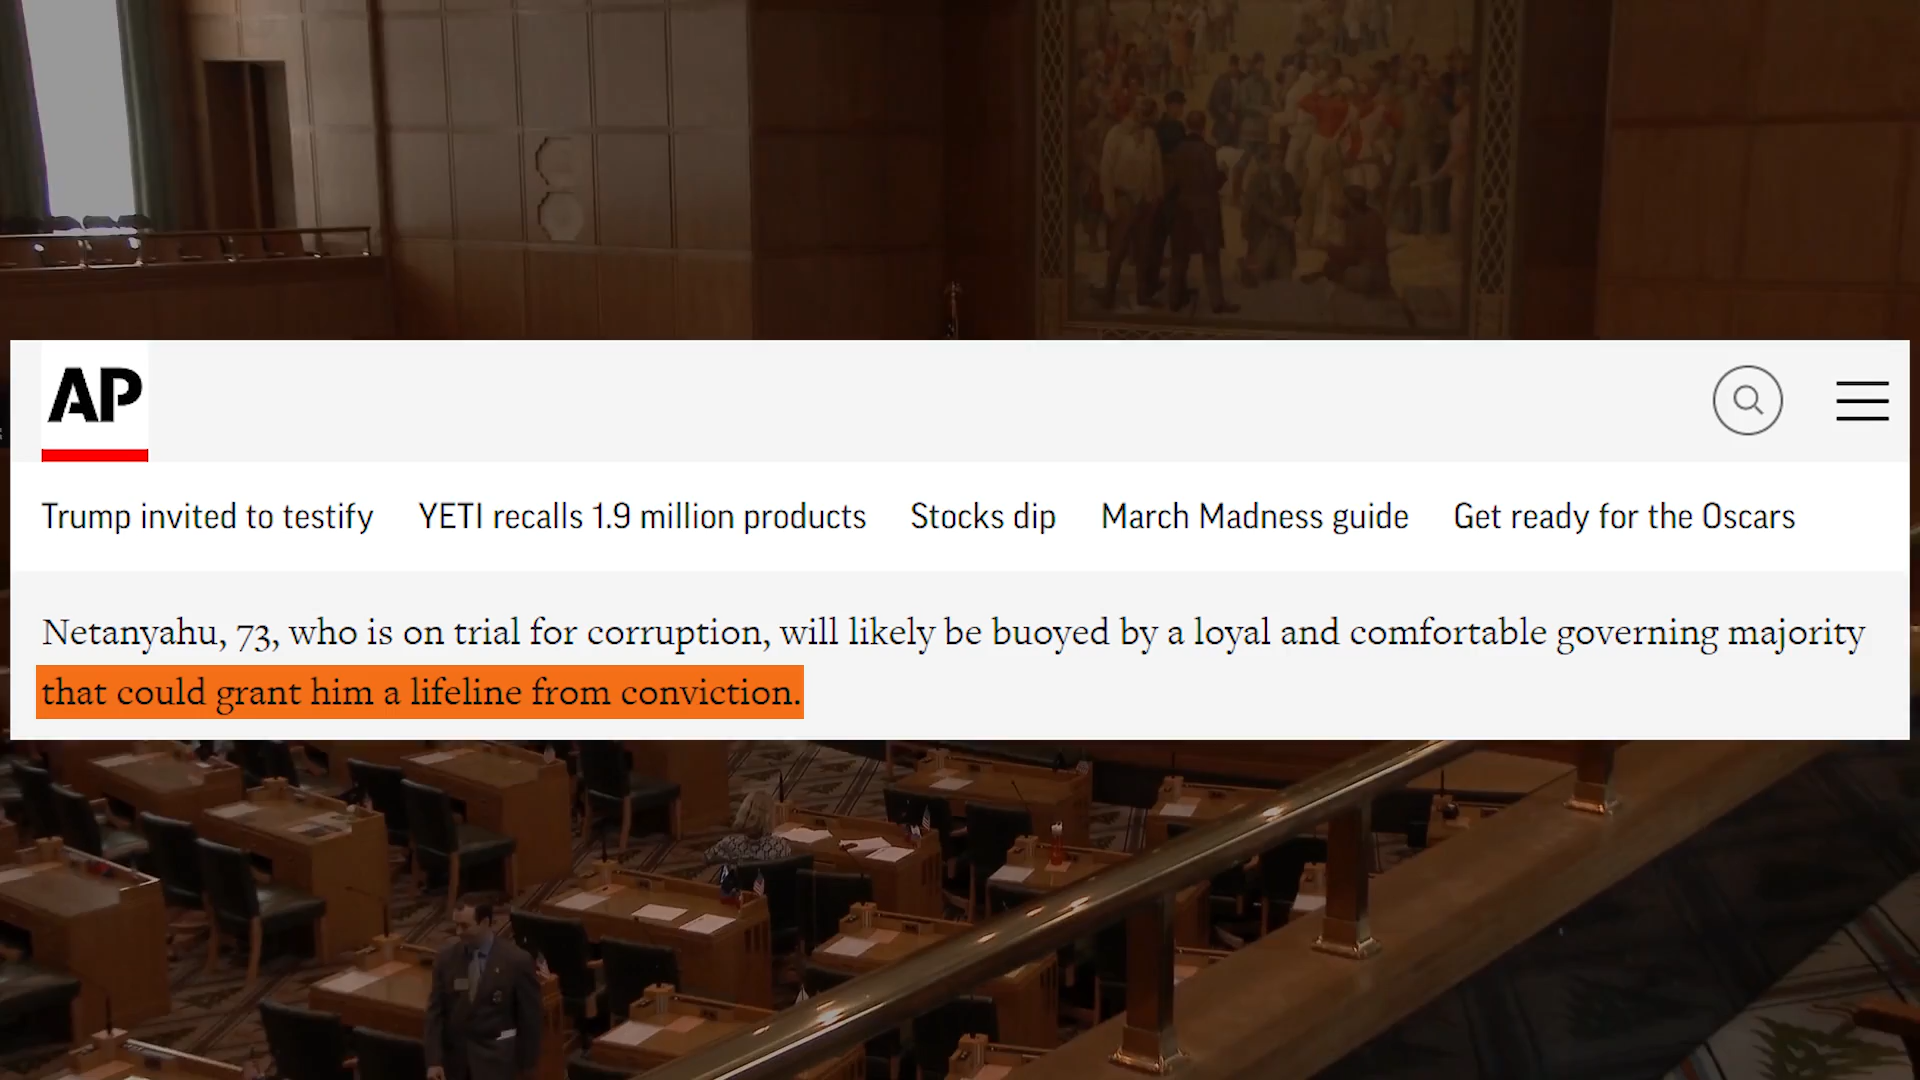 AP
Trump invited to testify YETI recalls 1.9 million products Stocks dip March Madness guide Get ready for the Oscars
Netanyahu, 73, who is on trial for corruption, will likely be buoyed by a loyal and comfortable governing majority
that could grant him a lifeline from conviction.